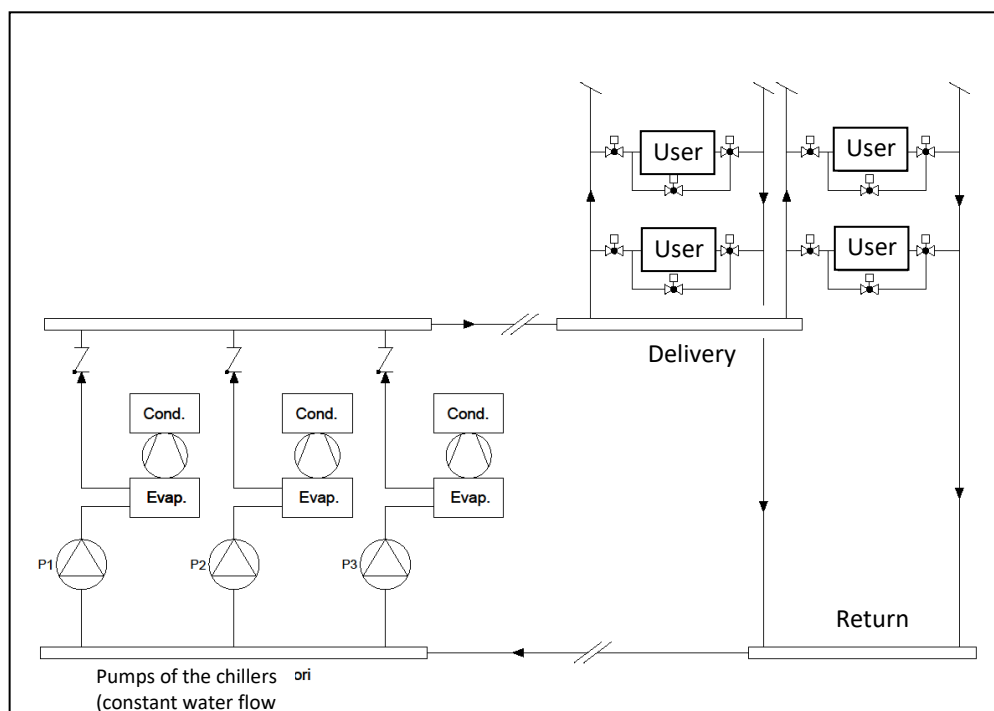 User
User
User
User
Delivery
Cond.
Cond.
Cond.
Evap.
Evap.
Evap.
P1
P2
P3
Return
Pumps of the chillers ori
(constant water flow